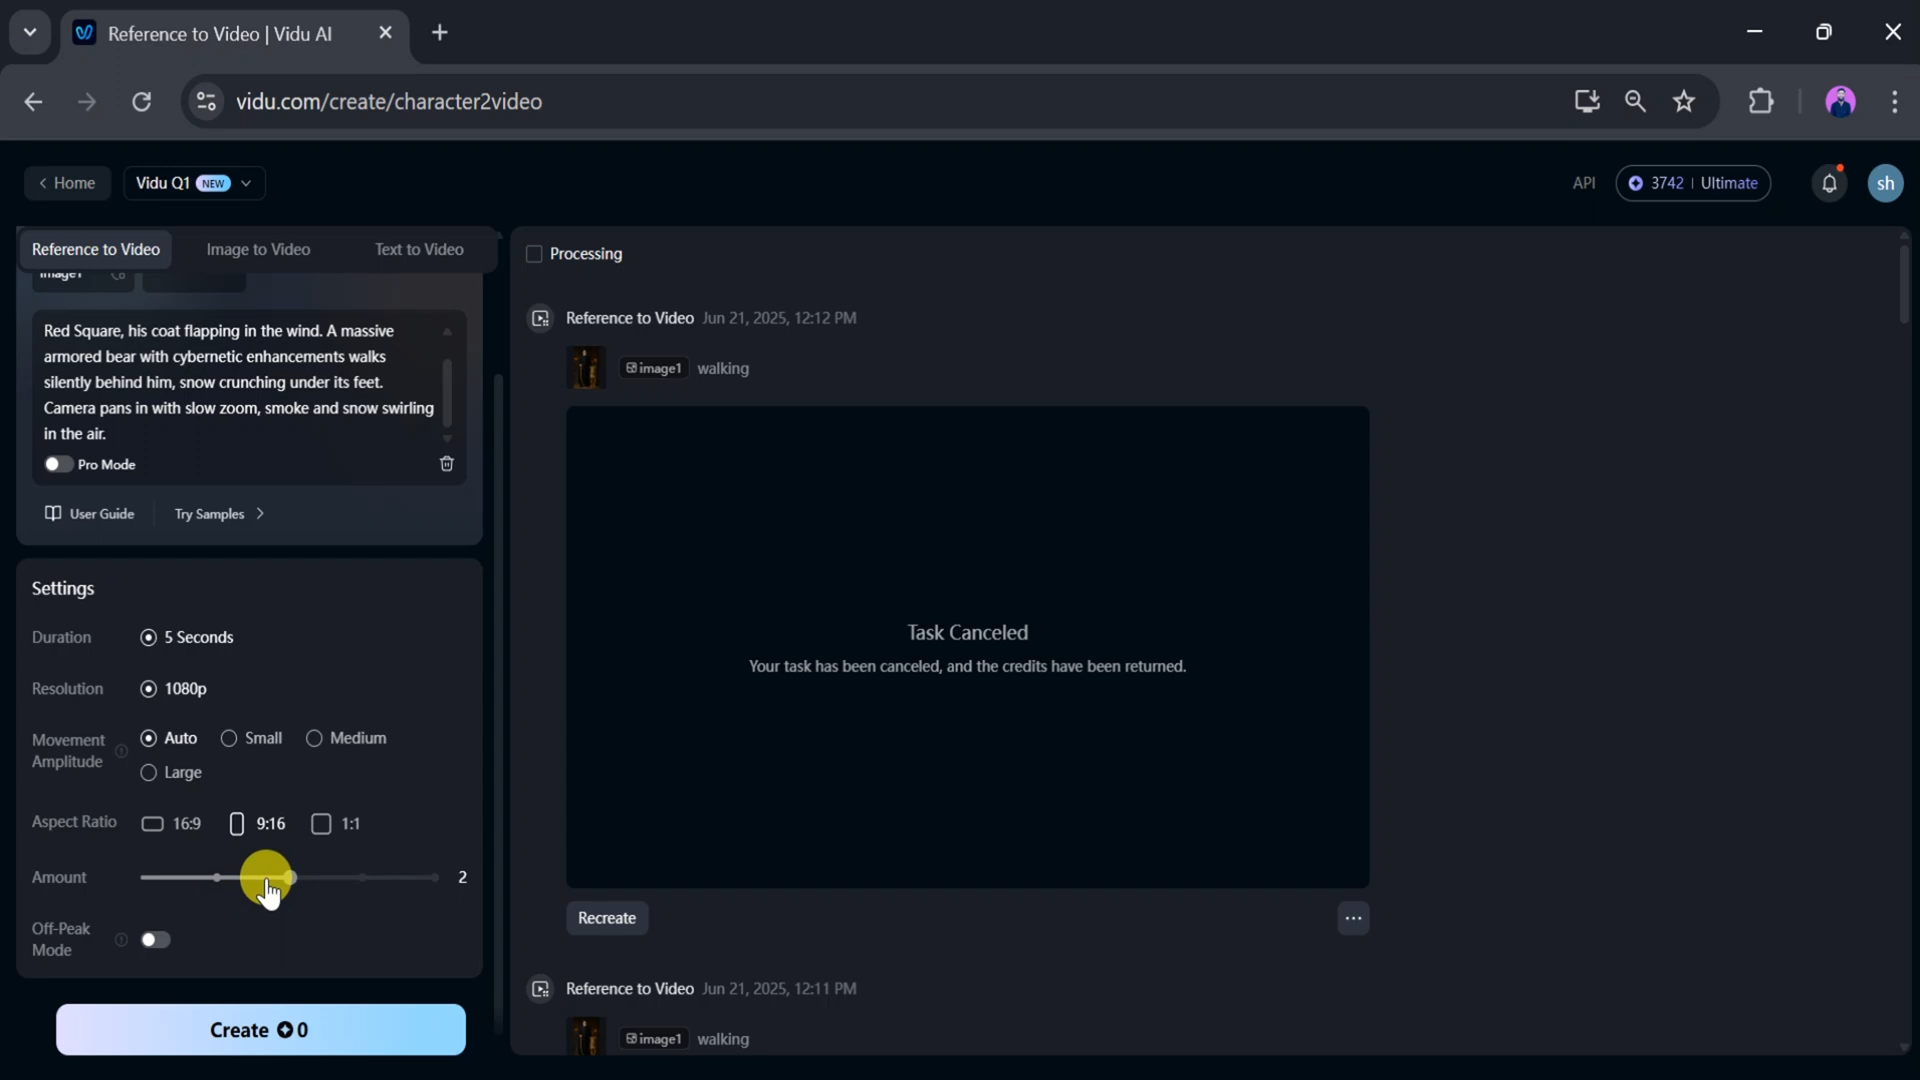 Reference to Video | Vidu AI
vidu.com/create/character2video
Home
Vidu Q1 NEW
API
3742 | Ultimate
sh
Reference to Video
Image to Video
Text to Video
image1
Red Square, his coat flapping in the wind. A massive
armored bear with cybernetic enhancements walks
silently behind him, snow crunching under its feet.
Camera pans in with slow zoom, smoke and snow swirling
in the air.
Pro Mode
User Guide
Try Samples
Settings
Duration
5 Seconds
Resolution
1080p
Movement
Amplitude
Auto
Small
Medium
Large
Aspect Ratio
16:9
9:16
1:1
Amount
2
Off-Peak
Mode
Create 0
Processing
Reference to Video Jun 21, 2025, 12:12 PM
image1 walking
Task Canceled
Your task has been canceled, and the credits have been returned.
Recreate
Reference to Video Jun 21, 2025, 12:11 PM
image1 walking